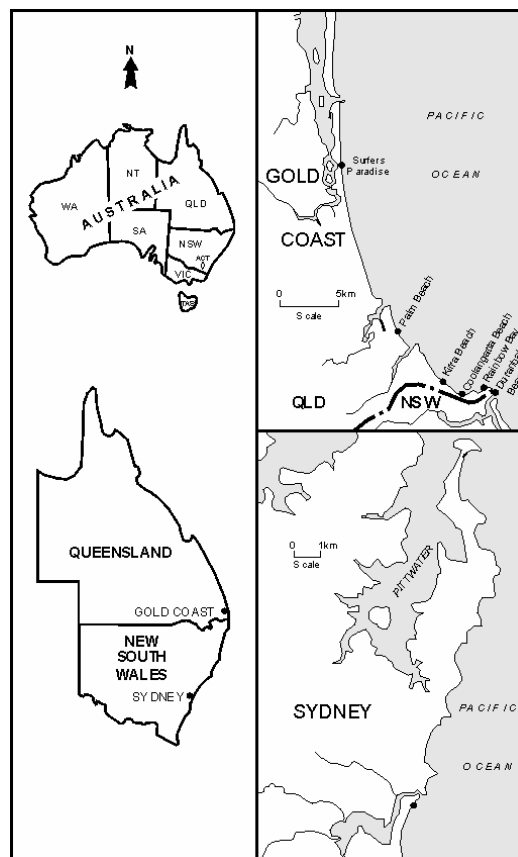 N
AUSTRALIA
WA
NT
QLD
SA
NSW
ACT
VIC
TAS
QUEENSLAND
GOLD COAST
NEW
SOUTH
WALES
SYDNEY
PACIFIC
OCEAN
Surfers
Paradise
GOLD
COAST
0 5km
Scale
Palm Beach
Kirra Beach
Coolangatta Beach
Rainbow Bay
QLD
NSW
0 1km
Scale
PITTWATER
SYDNEY
PACIFIC
OCEAN